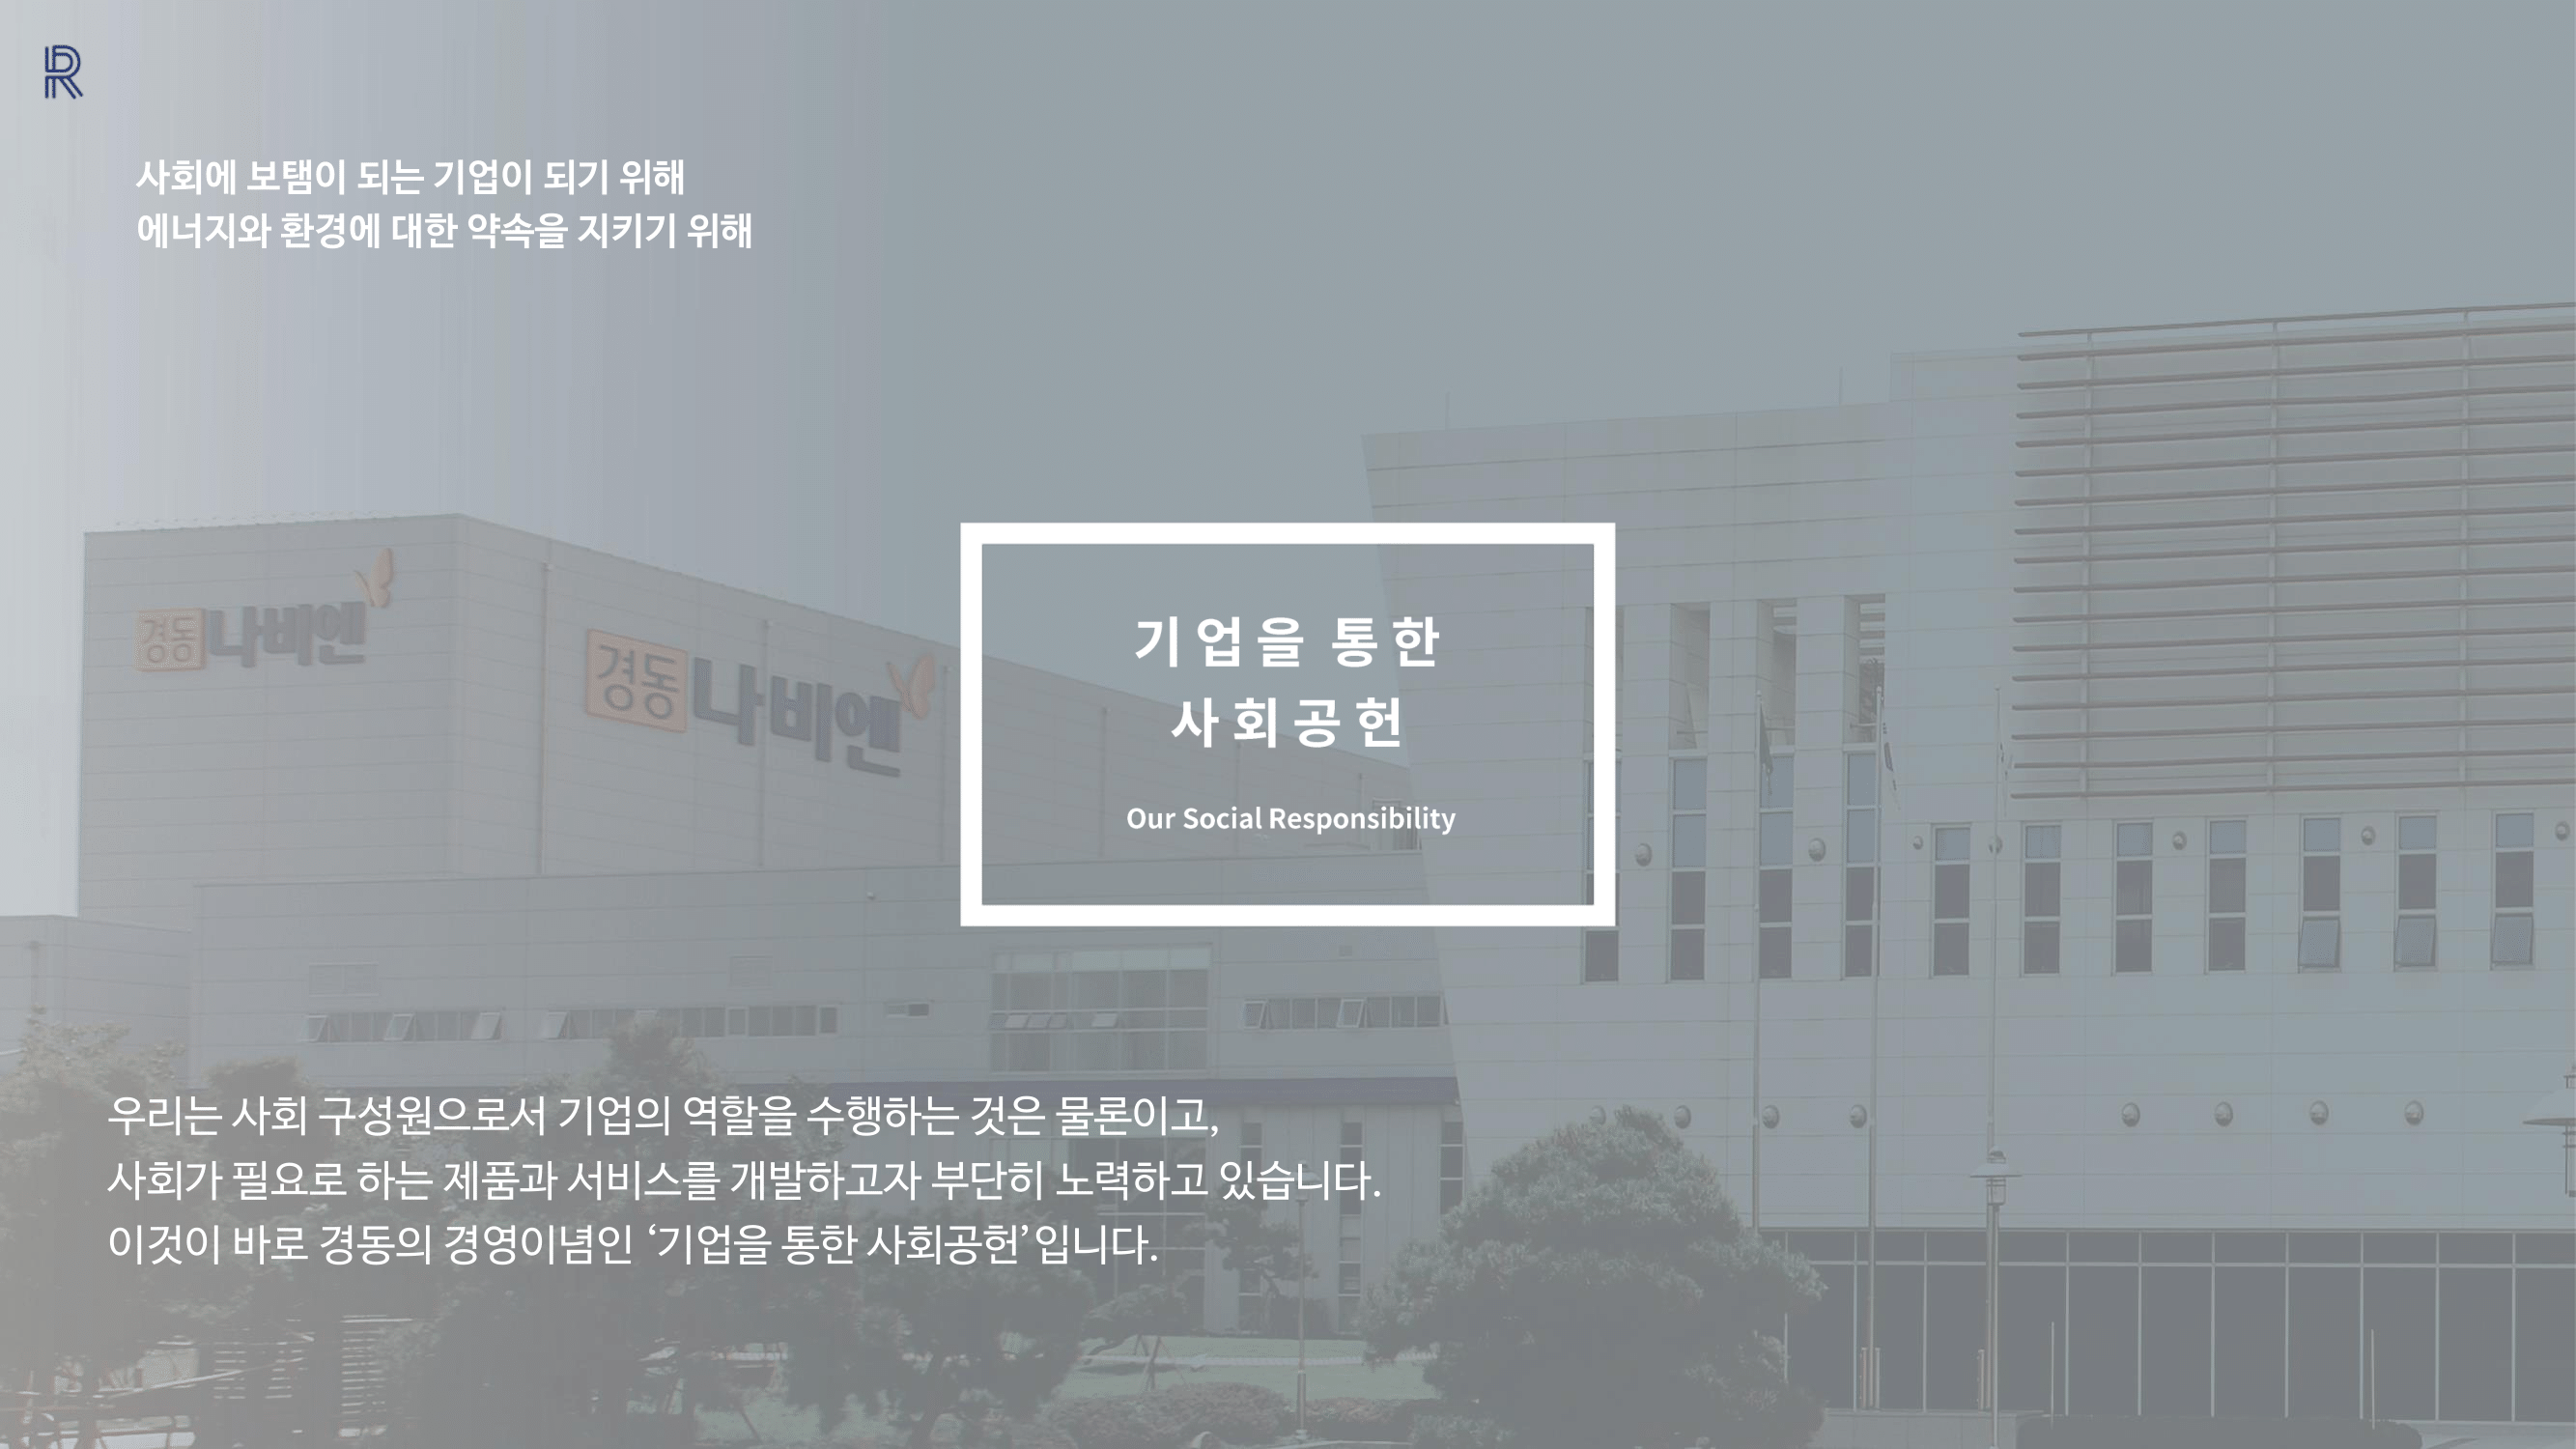 R
사회에 보탬이 되는 기업이 되기 위해
에너지와 환경에 대한 약속을 지키기 위해
경동나비엔
경동나비엔
기업을 통한
사회공헌
Our Social Responsibility
우리는 사회 구성원으로서 기업의 역할을 수행하는 것은 물론이고,
사회가 필요로 하는 제품과 서비스를 개발하고자 부단히 노력하고 있습니다.
이것이 바로 경동의 경영이념인 ‘기업을 통한 사회공헌’입니다.